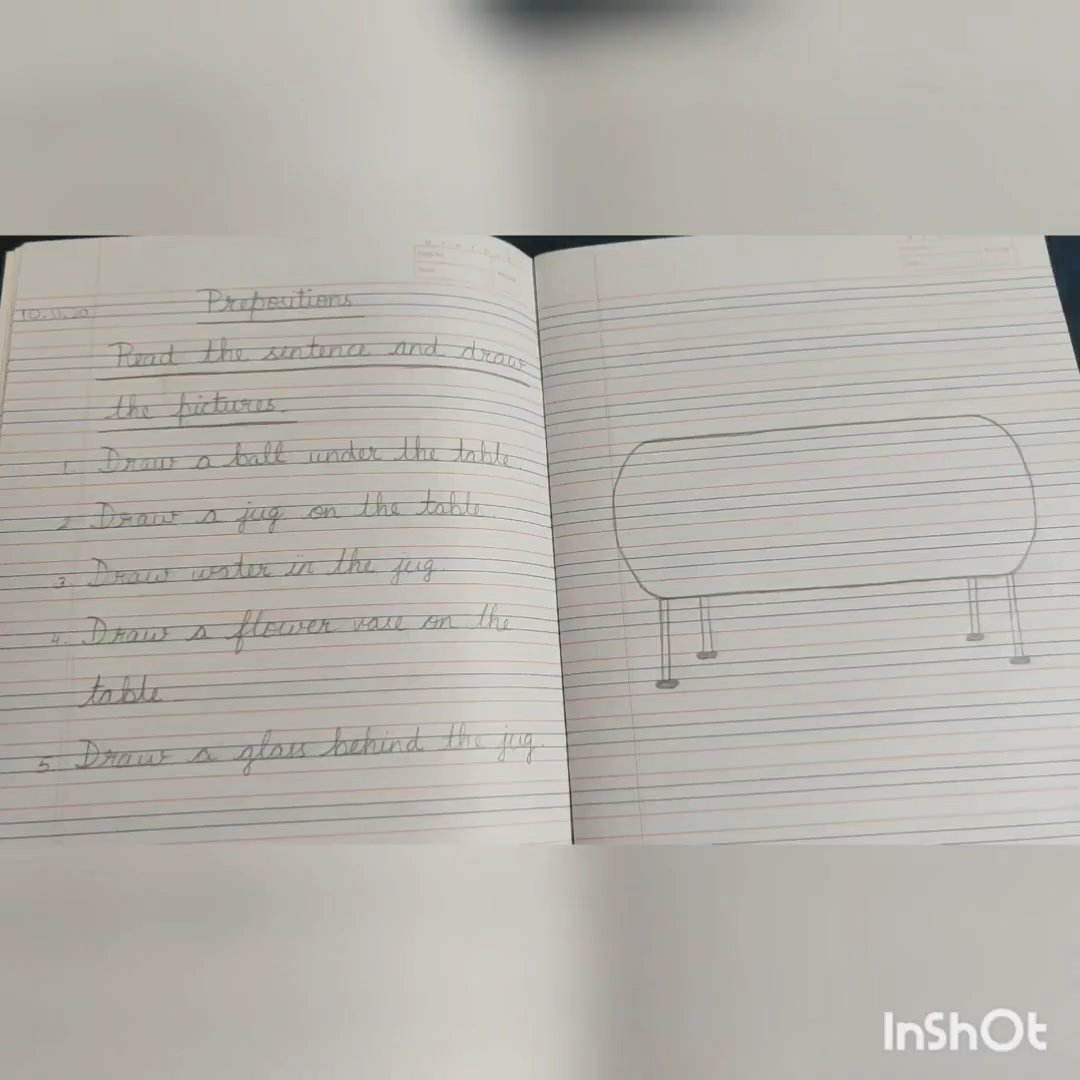 10.11.20
Prepositions
Read the sentence and draw
the pictures.
1. Draw a ball under the table.
2. Draw a jug on the table.
3. Draw water in the jug.
4. Draw a flower vase on the
table
5. Draw a glass behind the jug.
InShOt